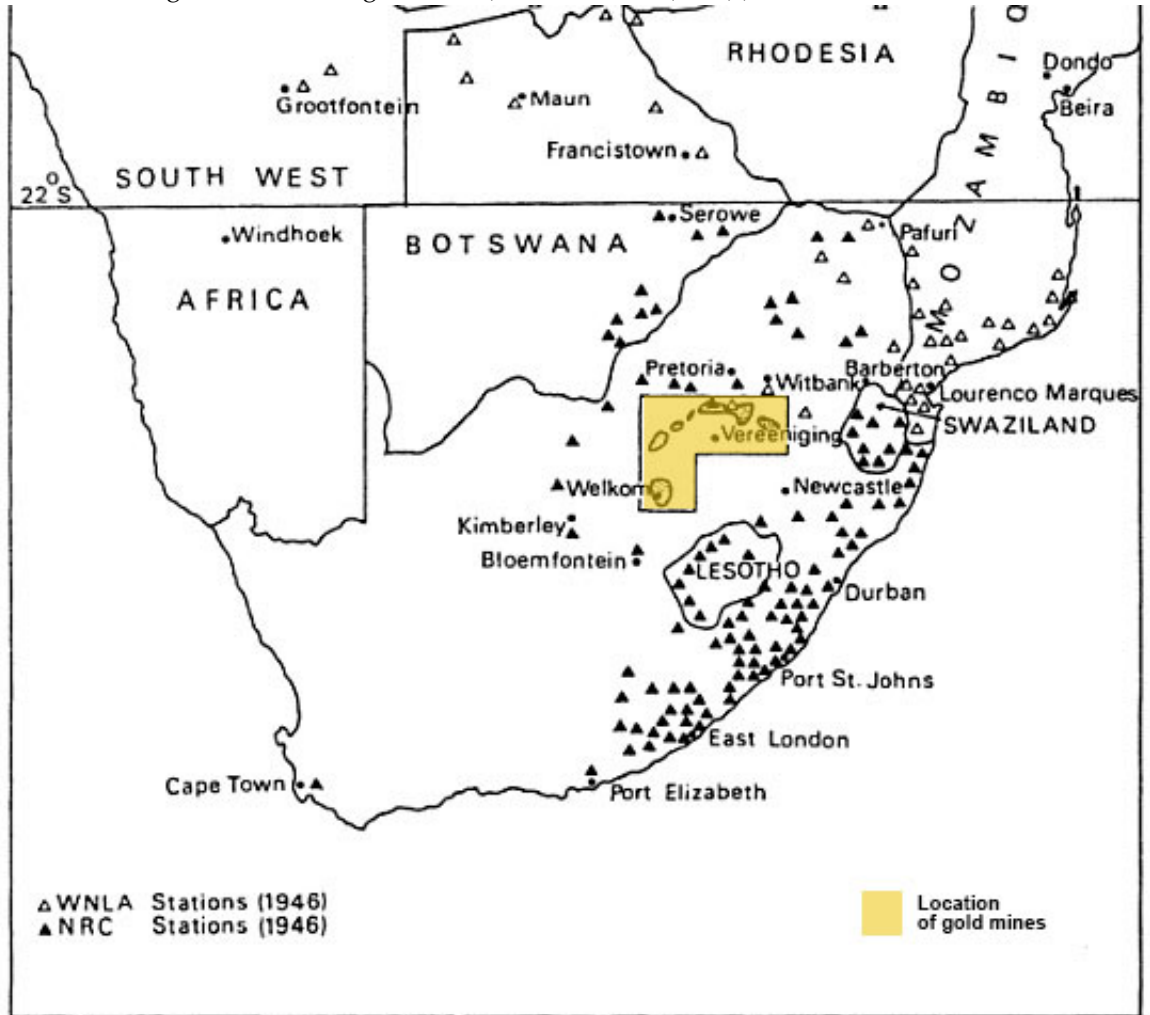 RHODESIA
MOZAMBIQ
Dondo
Beira
Grootfontein
Maun
Francistown
SOUTH WEST
22°S
Serowe
Windhoek
BOTSWANA
Pafuri
AFRICA
Pretoria
Witbank
Barberton
Lourenco Marques
SWAZILAND
Vereeniging
Welkom
Newcastle
Kimberley
Bloemfontein
LESOTHO
Durban
Port St. Johns
East London
Cape Town
Port Elizabeth
WNLA Stations (1946)
NRC Stations (1946)
Location
of gold mines